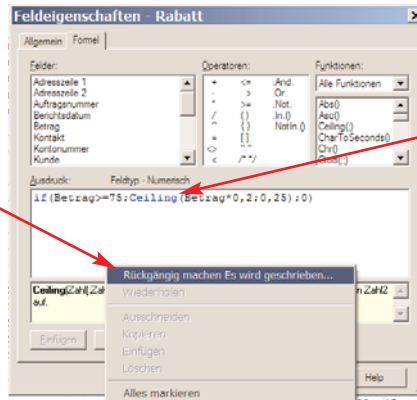 Feldeigenschaften - Rabatt
Allgemein Formel
Felder: Operatoren: Funktionen:
Adresszeile 1
Adresszeile 2
Auftragsnummer
Berichtsdatum
Betrag
Kontakt
Kontonummer
Kunde
+ <= .And.
- > .Or.
* >= .Not.
/ () .In.()
^ {} .NotIn.()
= []
<> ""
< /**/
Alle Funktionen
Abs()
Asc()
Ceiling(;)
CharToSeconds()
Chr()
Ausdruck: Feldtyp - Numerisch
if(Betrag>=75;Ceiling(Betrag*0,2;0,25);0)
Rückgängig machen Es wird geschrieben...
Wiederholen
Ausschneiden
Kopieren
Einfügen
Löschen
Alles markieren
Ceiling(Zahl;
n Zahl2
auf.
Einfügen
Help